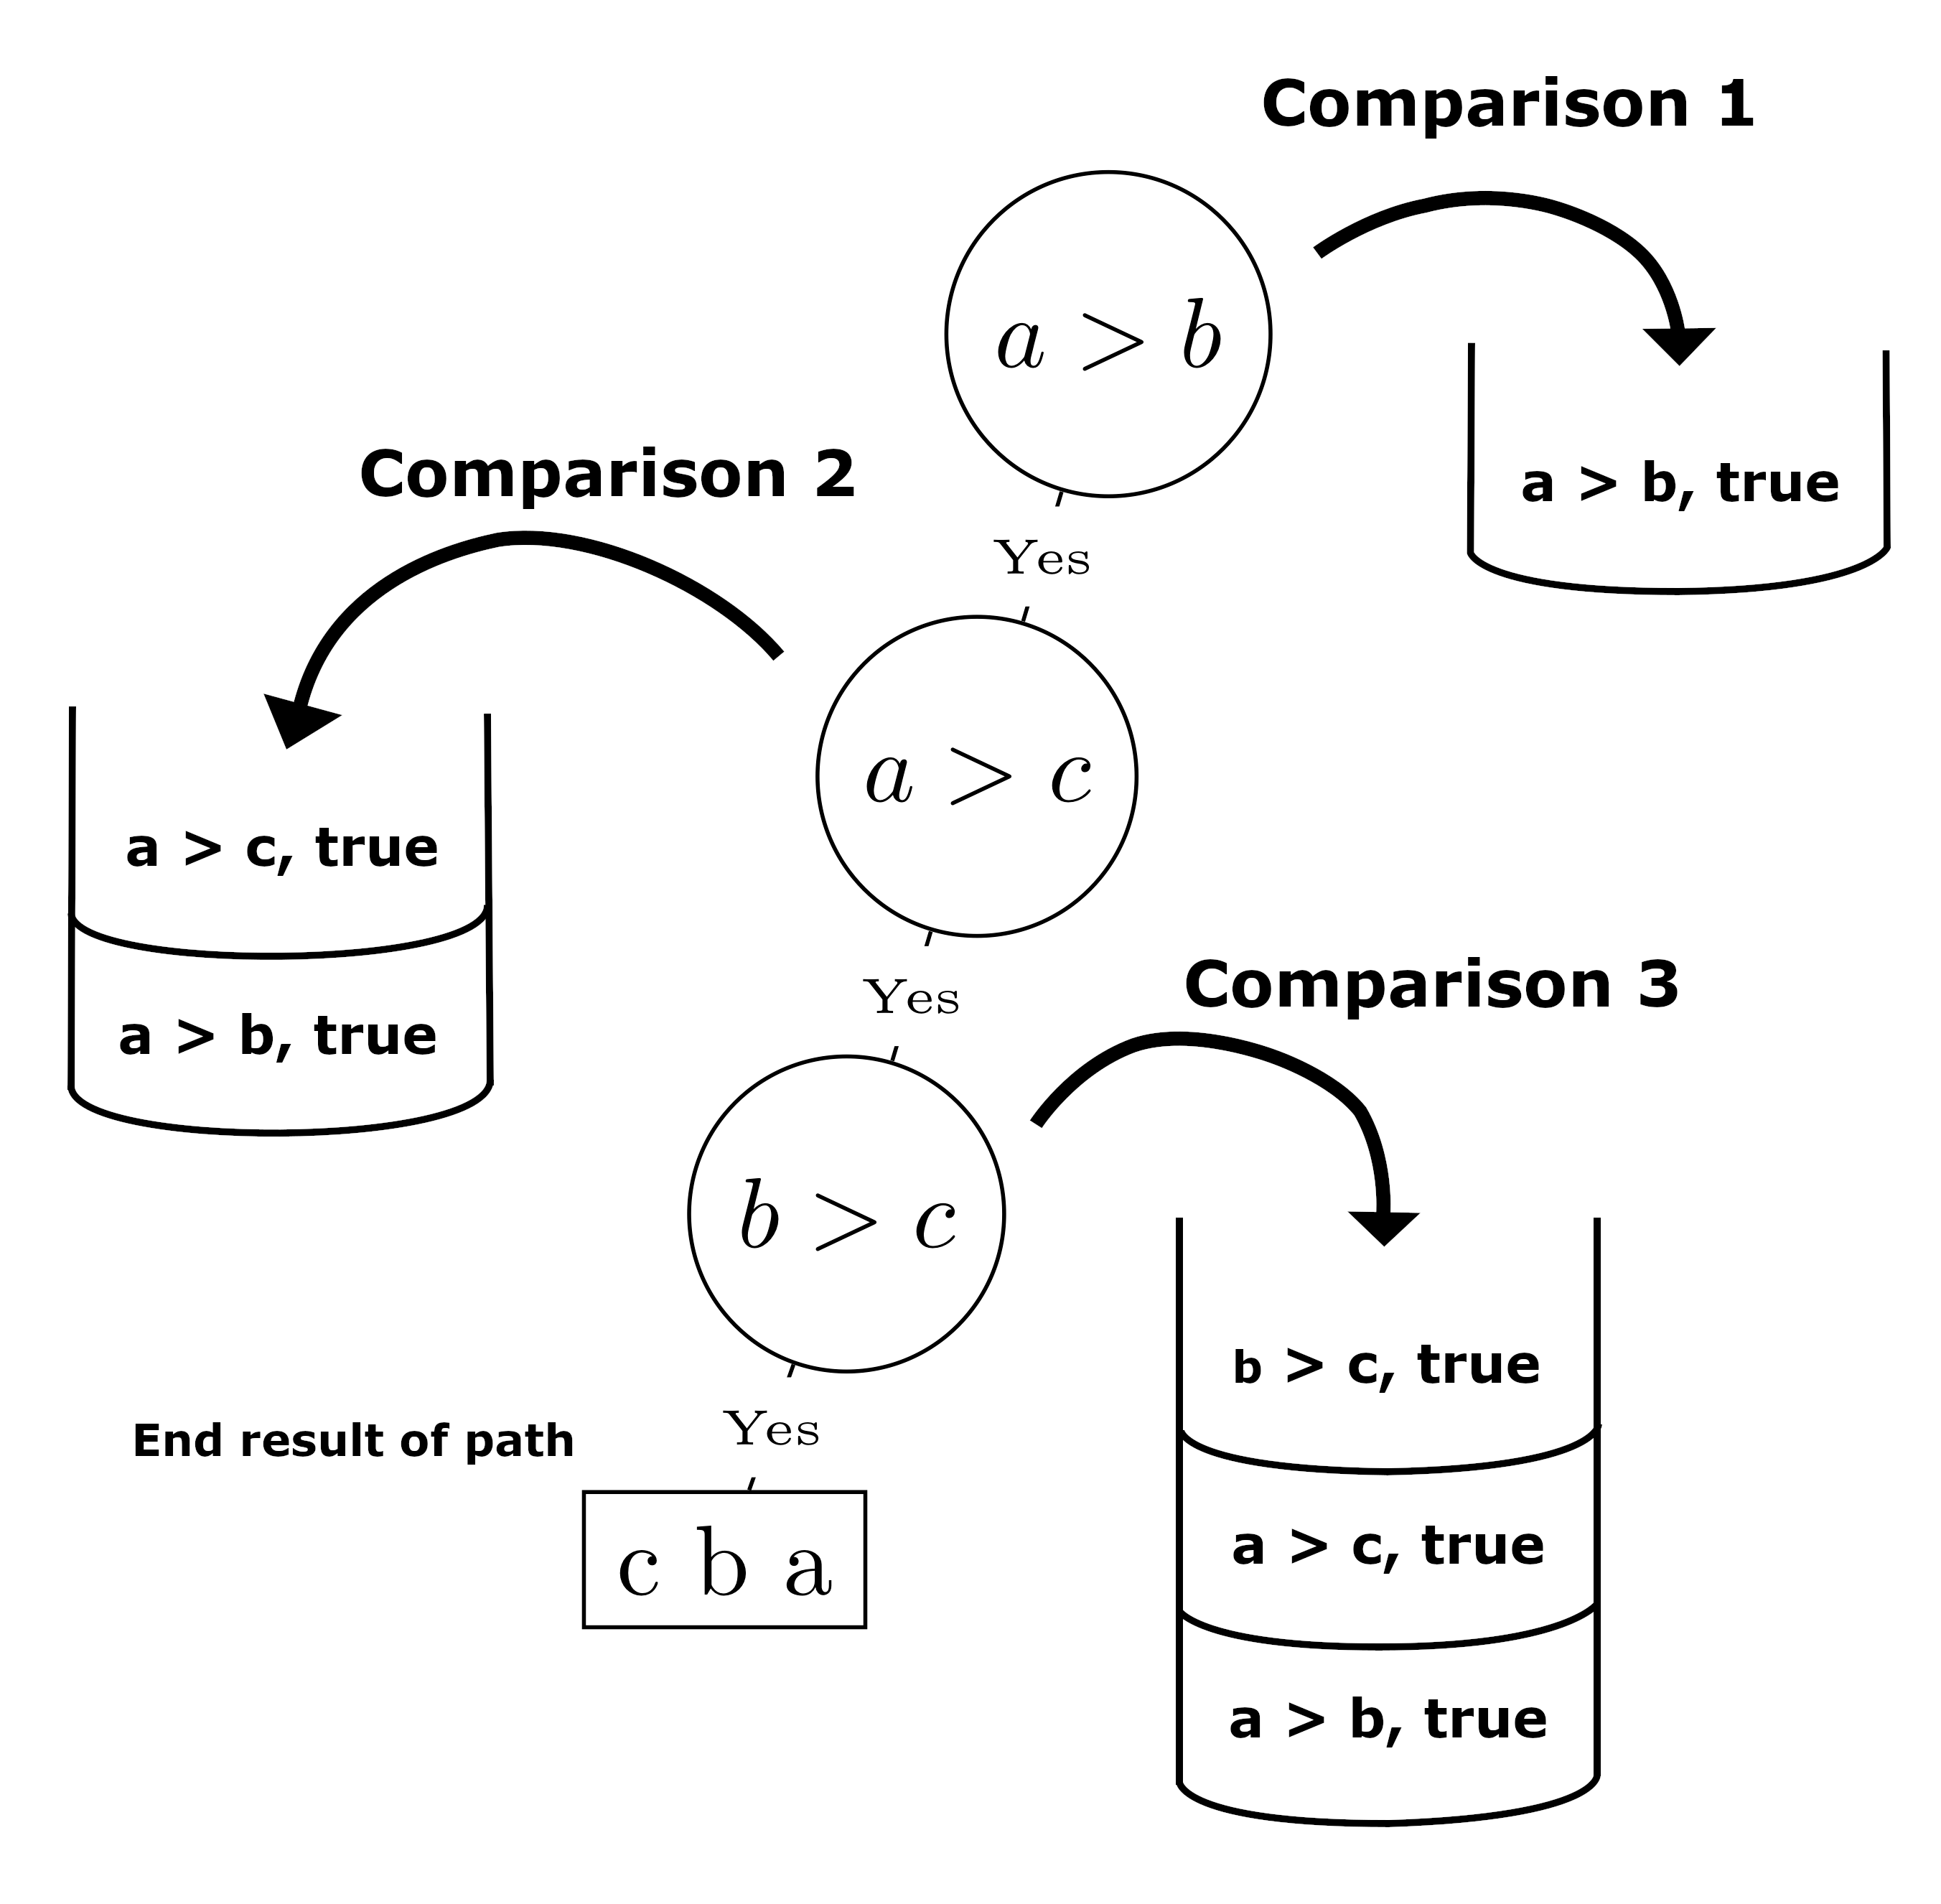 Comparison 1
a > b
a > b, true
Yes
Comparison 2
a > c
a > c, true
a > b, true
Yes
Comparison 3
b > c
b > c, true
a > c, true
a > b, true
Yes
End result of path
c b a